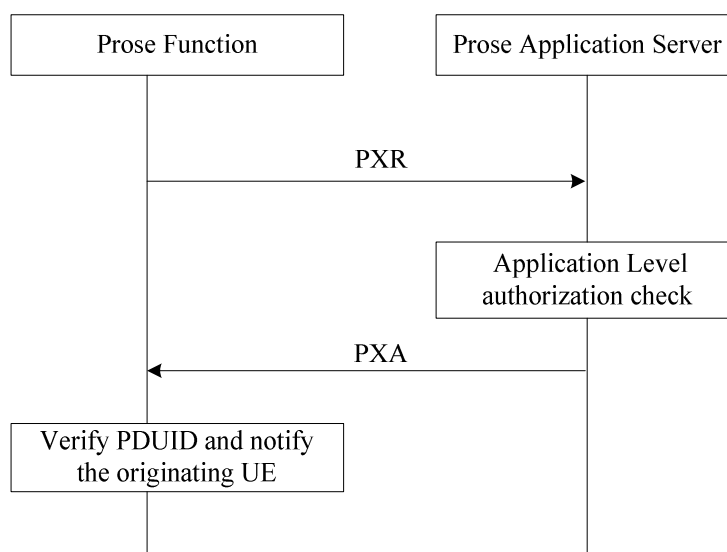 Prose Function
Prose Application Server
PXR
Application Level
authorization check
PXA
Verify PDUID and notify
the originating UE